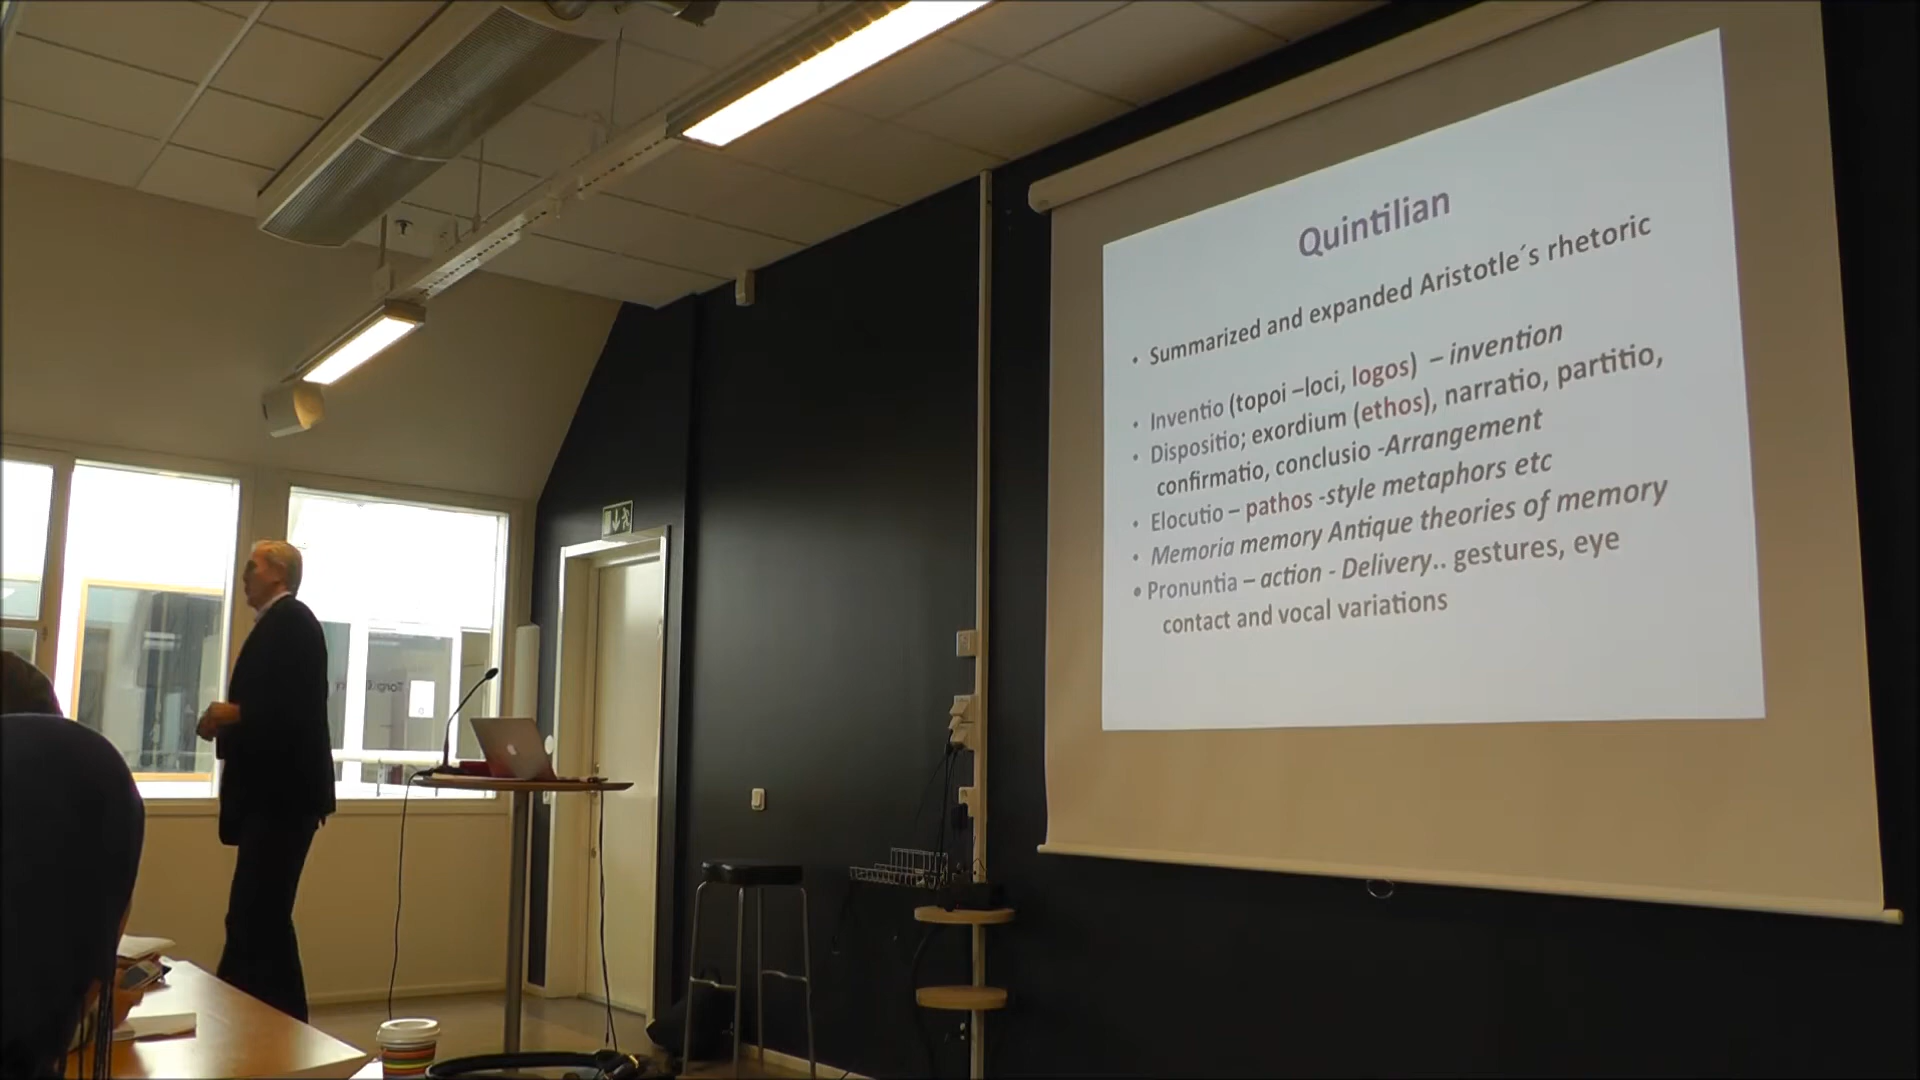 Quintilian
• Summarized and expanded Aristotle´s rhetoric
• Inventio (topoi –loci, logos) – invention
• Dispositio; exordium (ethos), narratio, partitio,
confirmatio, conclusio -Arrangement
• Elocutio – pathos -style metaphors etc
• Memoria memory Antique theories of memory
• Pronuntia – action - Delivery.. gestures, eye
contact and vocal variations